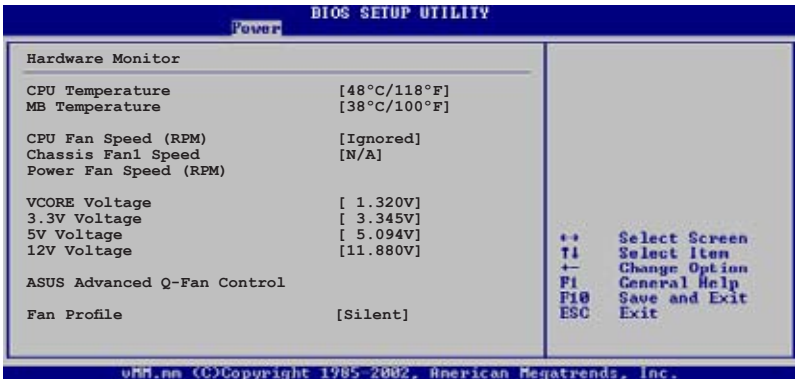 BIOS SETUP UTILITY
Power
Hardware Monitor
CPU Temperature [48°C/118°F]
MB Temperature [38°C/100°F]
CPU Fan Speed (RPM) [Ignored]
Chassis Fan1 Speed [N/A]
Power Fan Speed (RPM)
VCORE Voltage [ 1.320V]
3.3V Voltage [ 3.345V]
5V Voltage [ 5.094V]
12V Voltage [11.880V]
ASUS Advanced Q-Fan Control
Fan Profile [Silent]
←→ Select Screen
↑↓ Select Item
+- Change Option
F1 General Help
F10 Save and Exit
ESC Exit
vMM.mm (C)Copyright 1985-2002, American Megatrends, Inc.